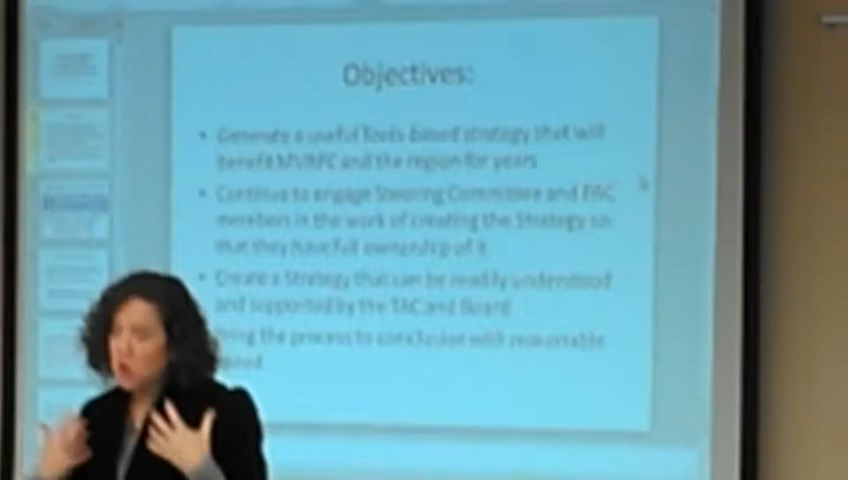 Objectives:
• Generate a useful Tools-based strategy that will
benefit MVRPC and the region for years
• Continue to engage Steering Committee and PAC
members in the work of creating the Strategy so
that they have full ownership of it
• Create a Strategy that can be readily understood
and supported by the TAC and Board
the process to conclusion with reasonable